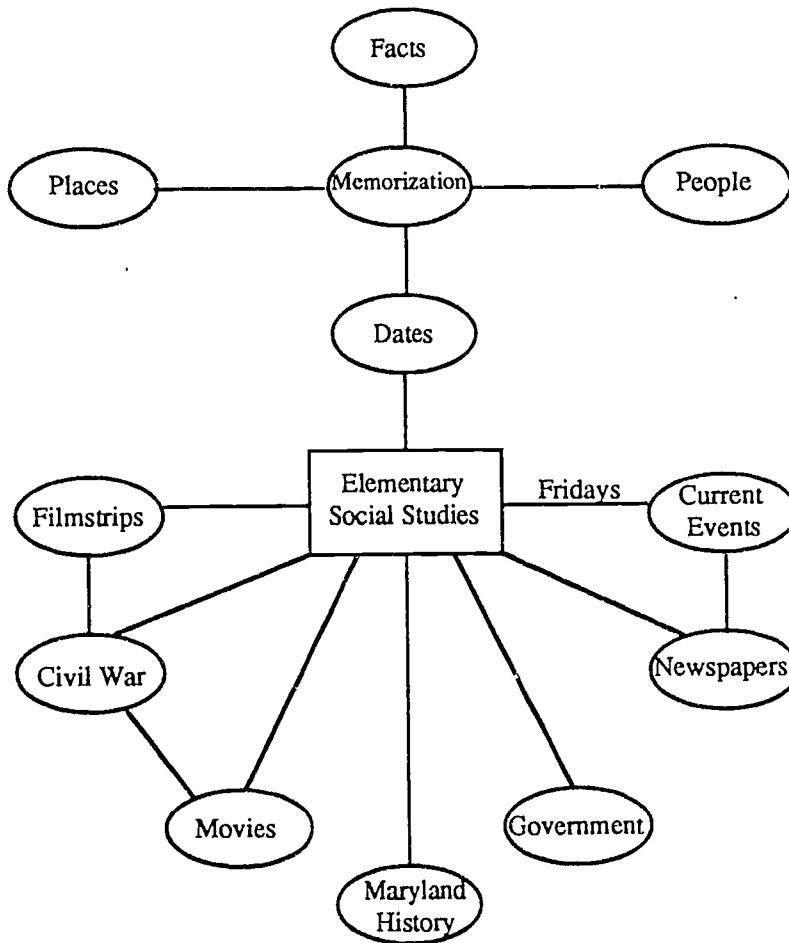 Facts
Places
Memorization
People
Dates
Elementary
Social Studies
Fridays
Current
Events
Filmstrips
Civil War
Newspapers
Movies
Government
Maryland
History